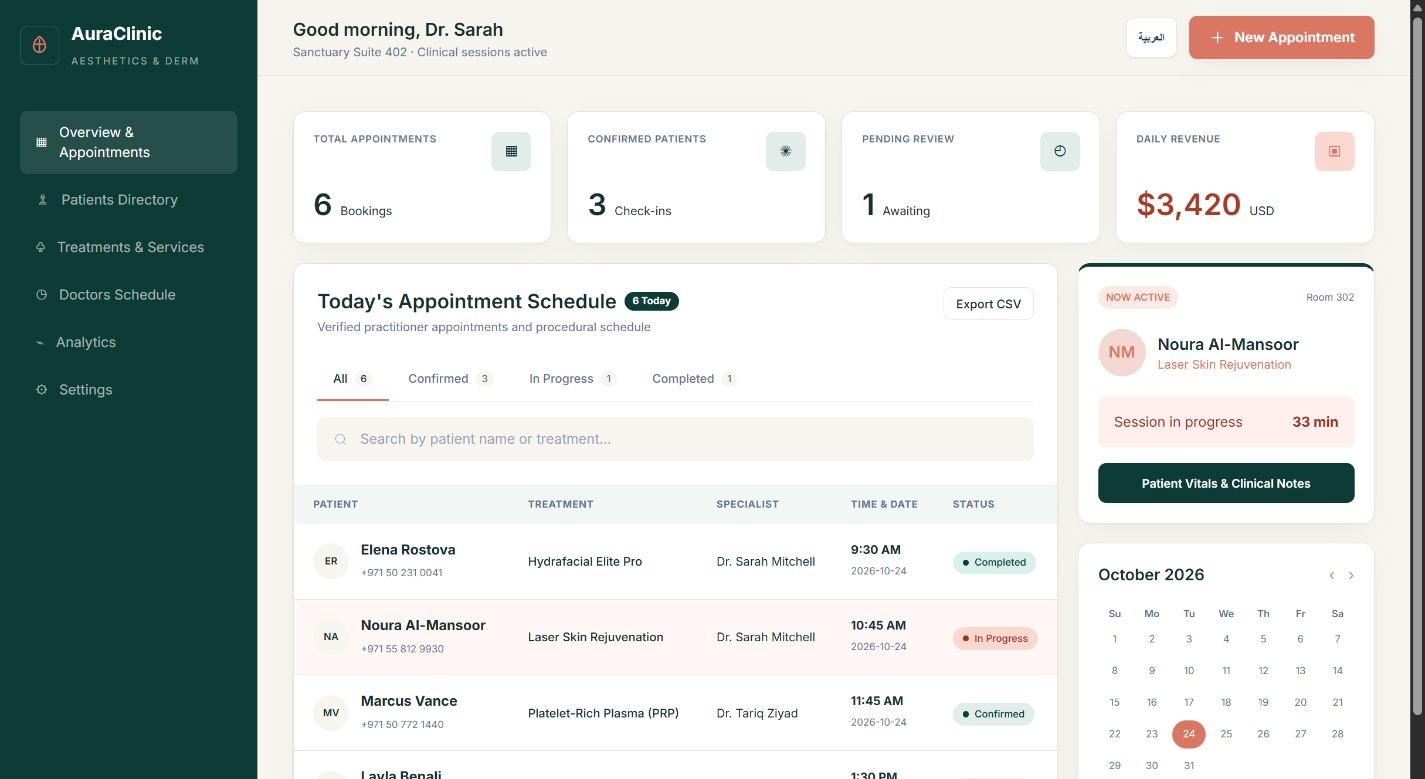 AuraClinic
AESTHETICS & DERM
Overview &
Appointments
Patients Directory
Treatments & Services
Doctors Schedule
Analytics
Settings
Good morning, Dr. Sarah
Sanctuary Suite 402 · Clinical sessions active
العربية
+ New Appointment
TOTAL APPOINTMENTS
6 Bookings
CONFIRMED PATIENTS
3 Check-ins
PENDING REVIEW
1 Awaiting
DAILY REVENUE
$3,420 USD
Today's Appointment Schedule 6 Today
Verified practitioner appointments and procedural schedule
Export CSV
All 6 Confirmed 3 In Progress 1 Completed 1
Search by patient name or treatment...
PATIENT TREATMENT SPECIALIST TIME & DATE STATUS
ER Elena Rostova Hydrafacial Elite Pro Dr. Sarah Mitchell 9:30 AM Completed
+971 50 231 0041 2026-10-24
NA Noura Al-Mansoor Laser Skin Rejuvenation Dr. Sarah Mitchell 10:45 AM In Progress
+971 55 812 9930 2026-10-24
MV Marcus Vance Platelet-Rich Plasma (PRP) Dr. Tariq Ziyad 11:45 AM Confirmed
+971 50 772 1440 2026-10-24
Layla Benali 1:30 PM
NOW ACTIVE Room 302
NM Noura Al-Mansoor
Laser Skin Rejuvenation
Session in progress 33 min
Patient Vitals & Clinical Notes
October 2026 ‹ ›
Su Mo Tu We Th Fr Sa
1 2 3 4 5 6 7
8 9 10 11 12 13 14
15 16 17 18 19 20 21
22 23 24 25 26 27 28
29 30 31